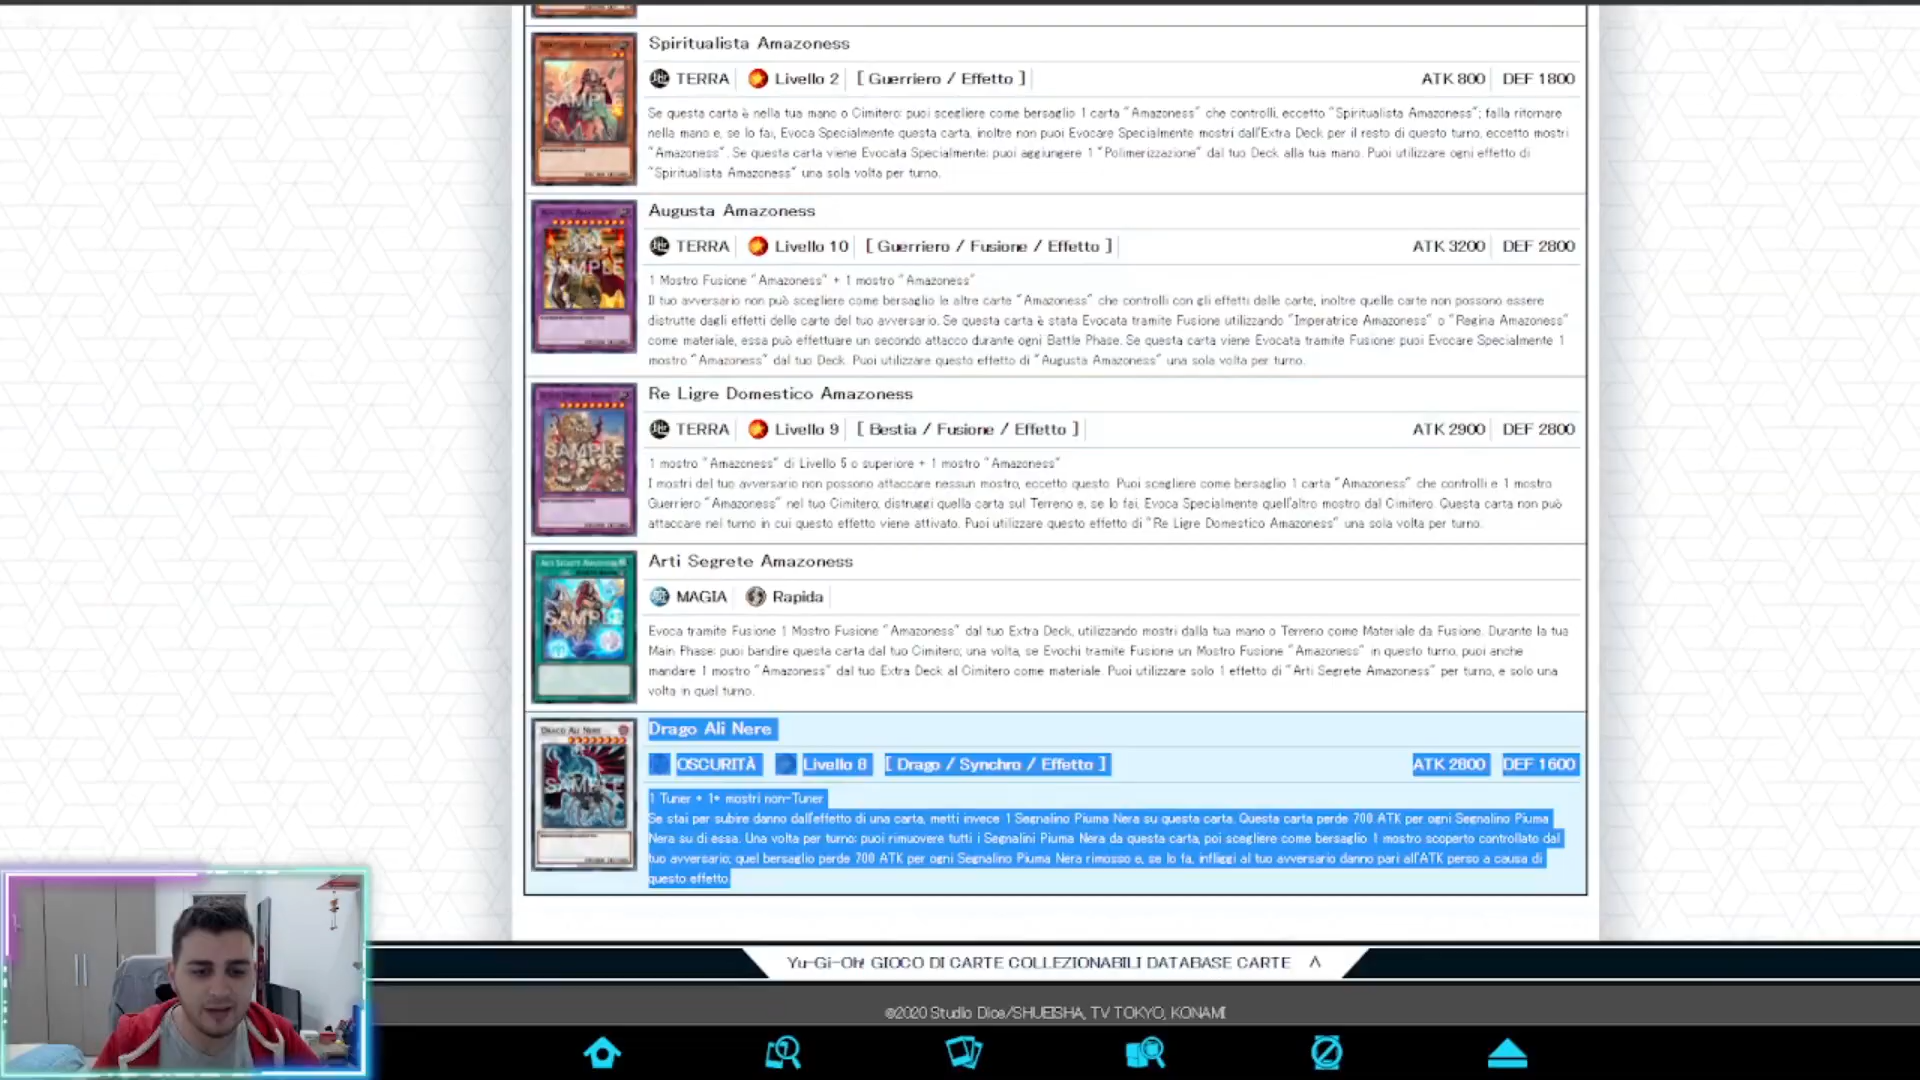 Spiritualista Amazoness
TERRA Livello 2 [ Guerriero / Effetto ] ATK 800 DEF 1800
Se questa carta è nella tua mano o Cimitero: puoi scegliere come bersaglio 1 carta "Amazoness" che controlli, eccetto "Spiritualista Amazoness"; falla ritornare
nella mano e, se lo fai, Evoca Specialmente questa carta, inoltre non puoi Evocare Specialmente mostri dall'Extra Deck per il resto di questo turno, eccetto mostri
"Amazoness". Se questa carta viene Evocata Specialmente: puoi aggiungere 1 "Polimerizzazione" dal tuo Deck alla tua mano. Puoi utilizzare ogni effetto di
"Spiritualista Amazoness" una sola volta per turno.
SAMPLE
Augusta Amazoness
TERRA Livello 10 [ Guerriero / Fusione / Effetto ] ATK 3200 DEF 2800
1 Mostro Fusione "Amazoness" + 1 mostro "Amazoness"
Il tuo avversario non può scegliere come bersaglio le altre carte "Amazoness" che controlli con gli effetti delle carte, inoltre quelle carte non possono essere
distrutte dagli effetti delle carte del tuo avversario. Se questa carta è stata Evocata tramite Fusione utilizzando "Imperatrice Amazoness" o "Regina Amazoness"
come materiale, essa può effettuare un secondo attacco durante ogni Battle Phase. Se questa carta viene Evocata tramite Fusione: puoi Evocare Specialmente 1
mostro "Amazoness" dal tuo Deck. Puoi utilizzare questo effetto di "Augusta Amazoness" una sola volta per turno.
SAMPLE
Re Ligre Domestico Amazoness
TERRA Livello 9 [ Bestia / Fusione / Effetto ] ATK 2900 DEF 2800
1 mostro "Amazoness" di Livello 5 o superiore + 1 mostro "Amazoness"
I mostri del tuo avversario non possono attaccare nessun mostro, eccetto questo. Puoi scegliere come bersaglio 1 carta "Amazoness" che controlli e 1 mostro
Guerriero "Amazoness" nel tuo Cimitero; distruggi quella carta sul Terreno e, se lo fai, Evoca Specialmente quell'altro mostro dal Cimitero. Questa carta non può
attaccare nel turno in cui questo effetto viene attivato. Puoi utilizzare questo effetto di "Re Ligre Domestico Amazoness" una sola volta per turno.
SAMPLE
Arti Segrete Amazoness
MAGIA Rapida
Evoca tramite Fusione 1 Mostro Fusione "Amazoness" dal tuo Extra Deck, utilizzando mostri dalla tua mano o Terreno come Materiale da Fusione. Durante la tua
Main Phase: puoi bandire questa carta dal tuo Cimitero; una volta, se Evochi tramite Fusione un Mostro Fusione "Amazoness" in questo turno, puoi anche
mandare 1 mostro "Amazoness" dal tuo Extra Deck al Cimitero come materiale. Puoi utilizzare solo 1 effetto di "Arti Segrete Amazoness" per turno, e solo una
volta in quel turno.
ARTI SEGRETE AMAZONESS
SAMPLE
Drago Ali Nere
OSCURITÀ Livello 8 [ Drago / Synchro / Effetto ] ATK 2800 DEF 1600
1 Tuner + 1+ mostri non-Tuner
Se stai per subire danno dall'effetto di una carta, metti invece 1 Segnalino Piuma Nera su questa carta. Questa carta perde 700 ATK per ogni Segnalino Piuma
Nera su di essa. Una volta per turno: puoi rimuovere tutti i Segnalini Piuma Nera da questa carta, poi scegliere come bersaglio 1 mostro scoperto controllato dal
tuo avversario; quel bersaglio perde 700 ATK per ogni Segnalino Piuma Nera rimosso e, se lo fa, infliggi al tuo avversario danno pari all'ATK perso a causa di
questo effetto.
DRAGO ALI NERE
SAMPLE
Yu-Gi-Oh! GIOCO DI CARTE COLLEZIONABILI DATABASE CARTE
©2020 Studio Dice/SHUEISHA, TV TOKYO, KONAMI